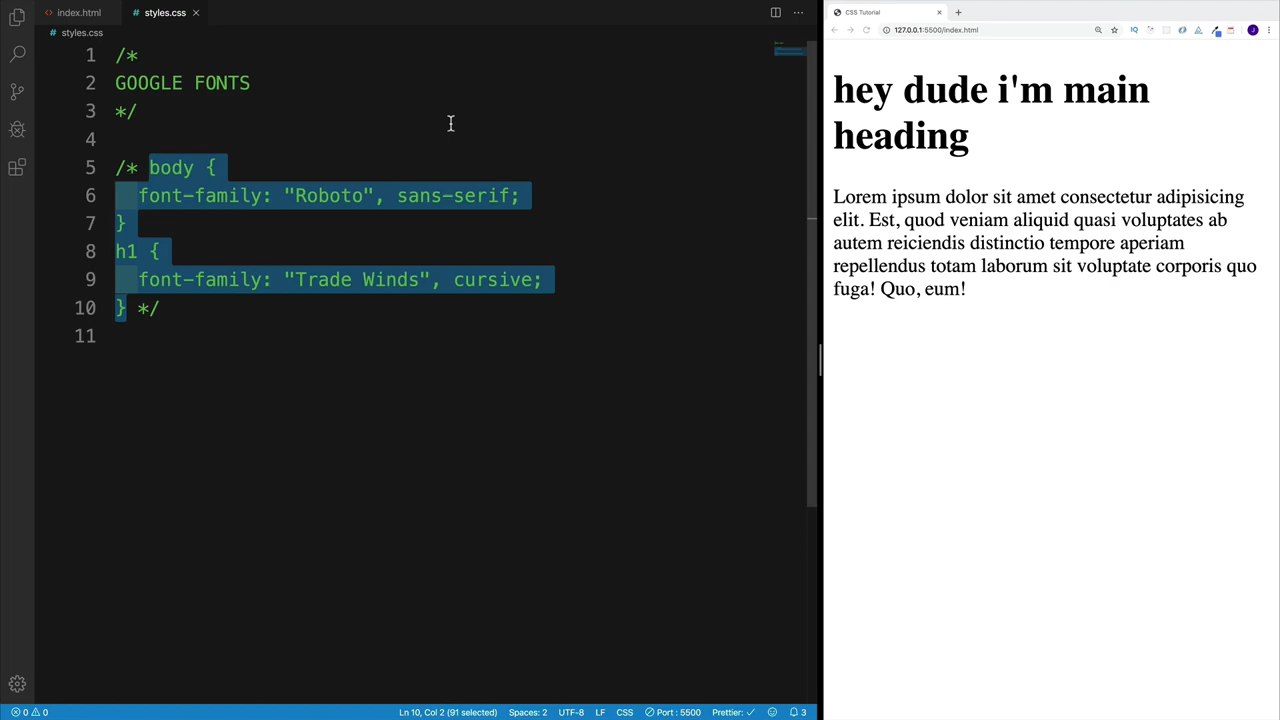 index.html
styles.css
styles.css
1 /*
2 GOOGLE FONTS
3 */
4
5 /* body {
6 font-family: "Roboto", sans-serif;
7 }
8 h1 {
9 font-family: "Trade Winds", cursive;
10 } */
11
0 0
Ln 10, Col 2 (91 selected)
Spaces: 2
UTF-8
LF
CSS
Port : 5500
Prettier:
3
CSS Tutorial
127.0.0.1:5500/index.html
IQ
J
hey dude i'm main
heading
Lorem ipsum dolor sit amet consectetur adipisicing
elit. Est, quod veniam aliquid quasi voluptates ab
autem reiciendis distinctio tempore aperiam
repellendus totam laborum sit voluptate corporis quo
fuga! Quo, eum!